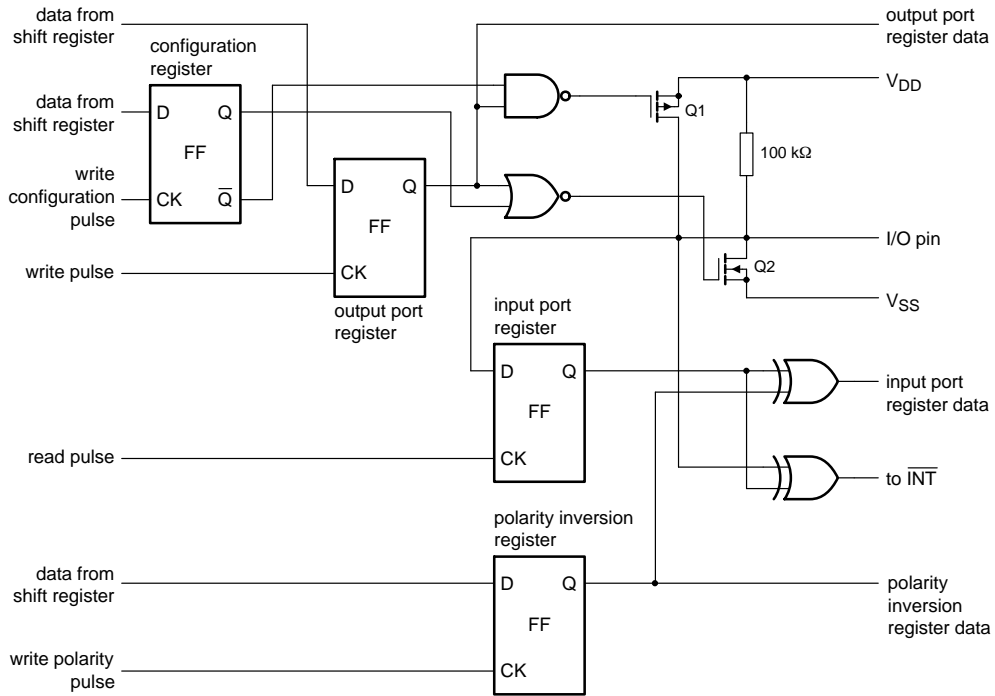 data from
shift register
configuration
register
data from
shift register
write
configuration
pulse
D
Q
FF
CK
Q̅
write pulse
D
Q
FF
CK
output port
register
output port
register data
VDD
Q1
100 kΩ
I/O pin
Q2
VSS
input port
register
D
Q
FF
CK
read pulse
input port
register data
to I̅N̅T̅
polarity inversion
register
data from
shift register
D
Q
FF
CK
write polarity
pulse
polarity
inversion
register data